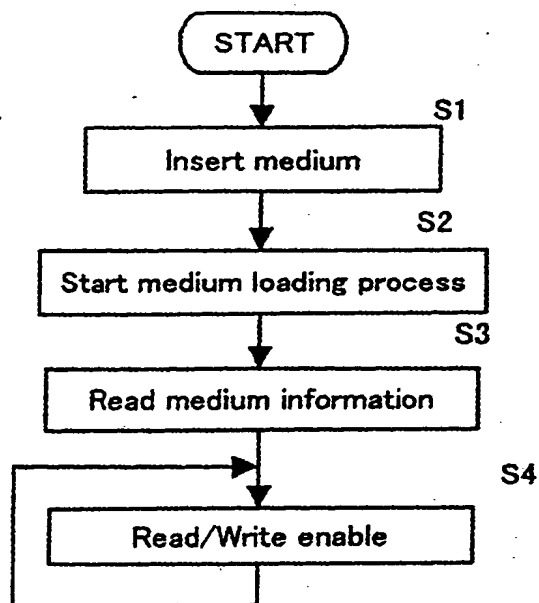 START
S1
Insert medium
S2
Start medium loading process
S3
Read medium information
S4
Read/Write enable